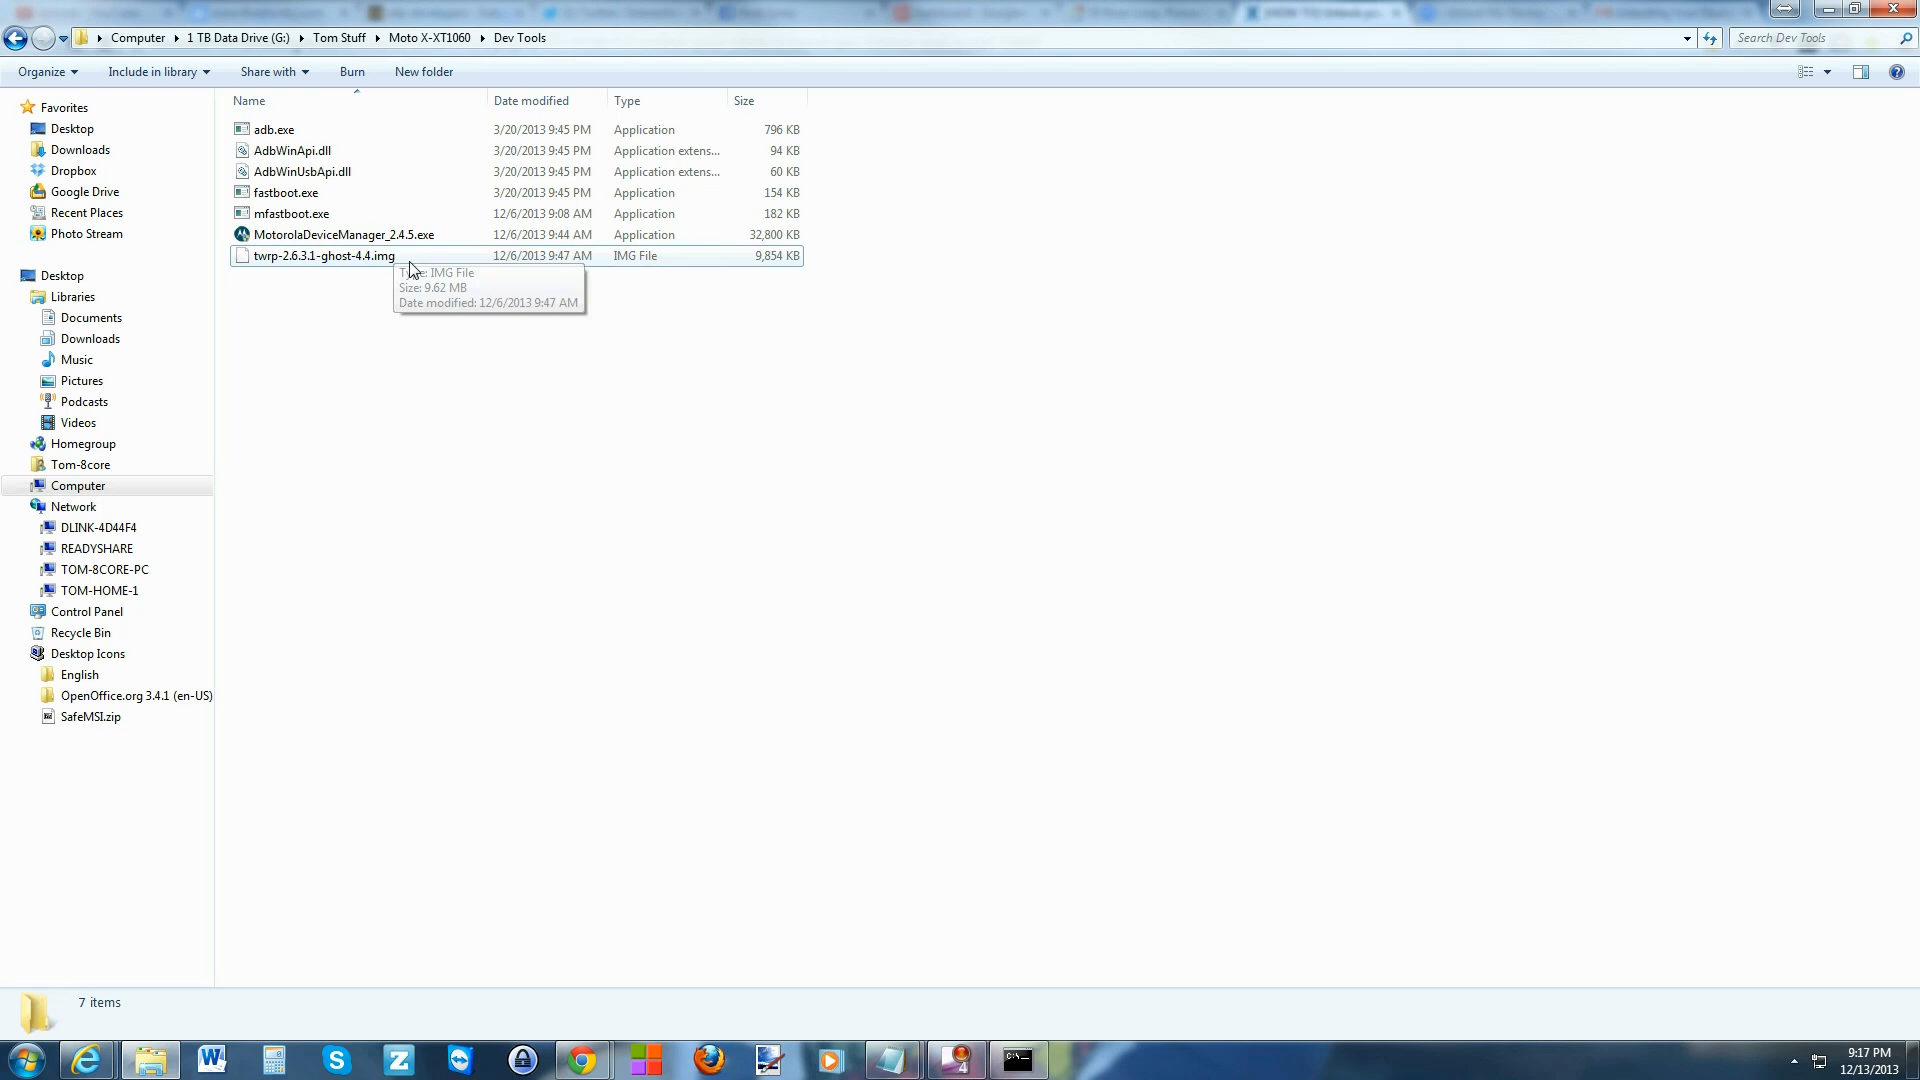 Computer 1 TB Data Drive (G:) Tom Stuff Moto X-XT1060 Dev Tools Search Dev Tools
Organize Include in library Share with Burn New folder
Name Date modified Type Size
adb.exe 3/20/2013 9:45 PM Application 796 KB
AdbWinApi.dll 3/20/2013 9:45 PM Application extens... 94 KB
AdbWinUsbApi.dll 3/20/2013 9:45 PM Application extens... 60 KB
fastboot.exe 3/20/2013 9:45 PM Application 154 KB
mfastboot.exe 12/6/2013 9:08 AM Application 182 KB
MotorolaDeviceManager_2.4.5.exe 12/6/2013 9:44 AM Application 32,800 KB
twrp-2.6.3.1-ghost-4.4.img 12/6/2013 9:47 AM IMG File 9,854 KB
IMG File
Size: 9.62 MB
Date modified: 12/6/2013 9:47 AM
Favorites
Desktop
Downloads
Dropbox
Google Drive
Recent Places
Photo Stream
Desktop
Libraries
Documents
Downloads
Music
Pictures
Podcasts
Videos
Homegroup
Tom-8core
Computer
Network
DLINK-4D44F4
READYSHARE
TOM-8CORE-PC
TOM-HOME-1
Control Panel
Recycle Bin
Desktop Icons
English
OpenOffice.org 3.4.1 (en-US)
SafeMSI.zip
7 items
9:17 PM
12/13/2013